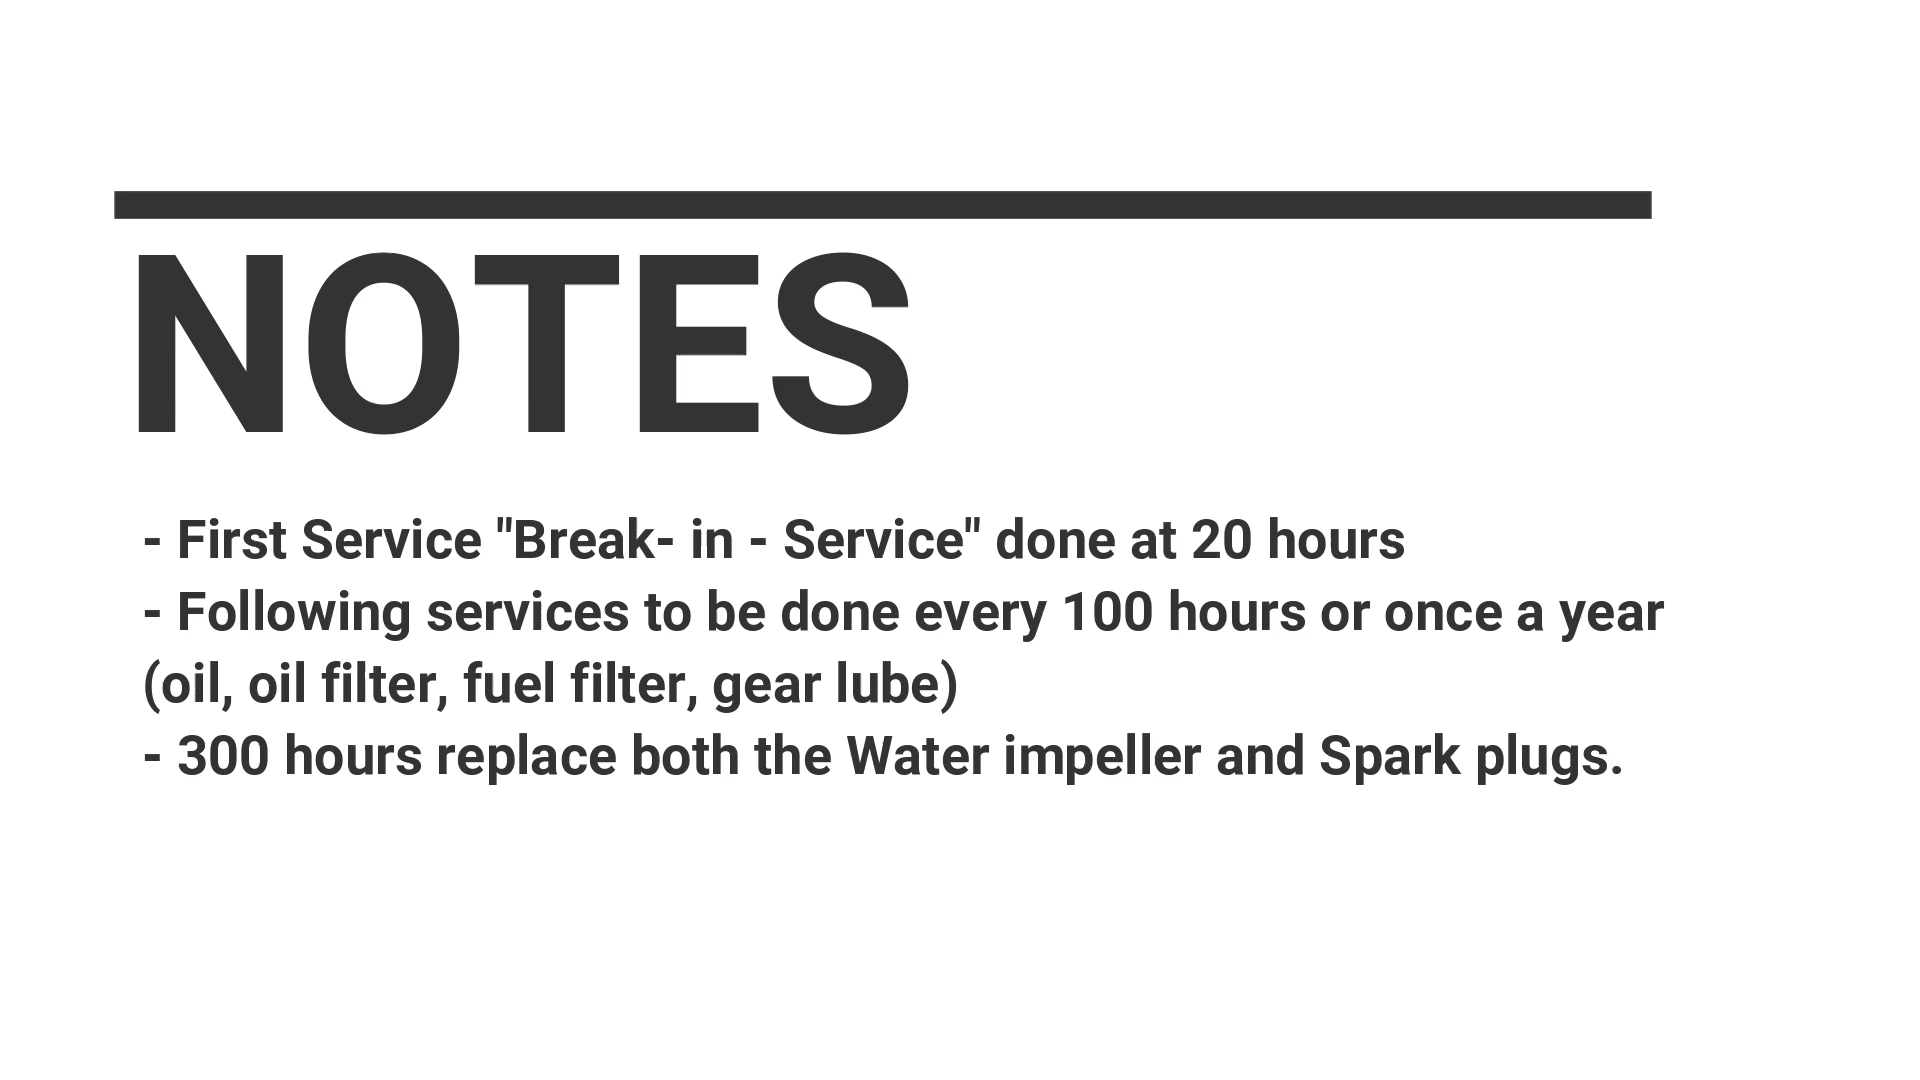 NOTES
- First Service "Break- in - Service" done at 20 hours
- Following services to be done every 100 hours or once a year
(oil, oil filter, fuel filter, gear lube)
- 300 hours replace both the Water impeller and Spark plugs.